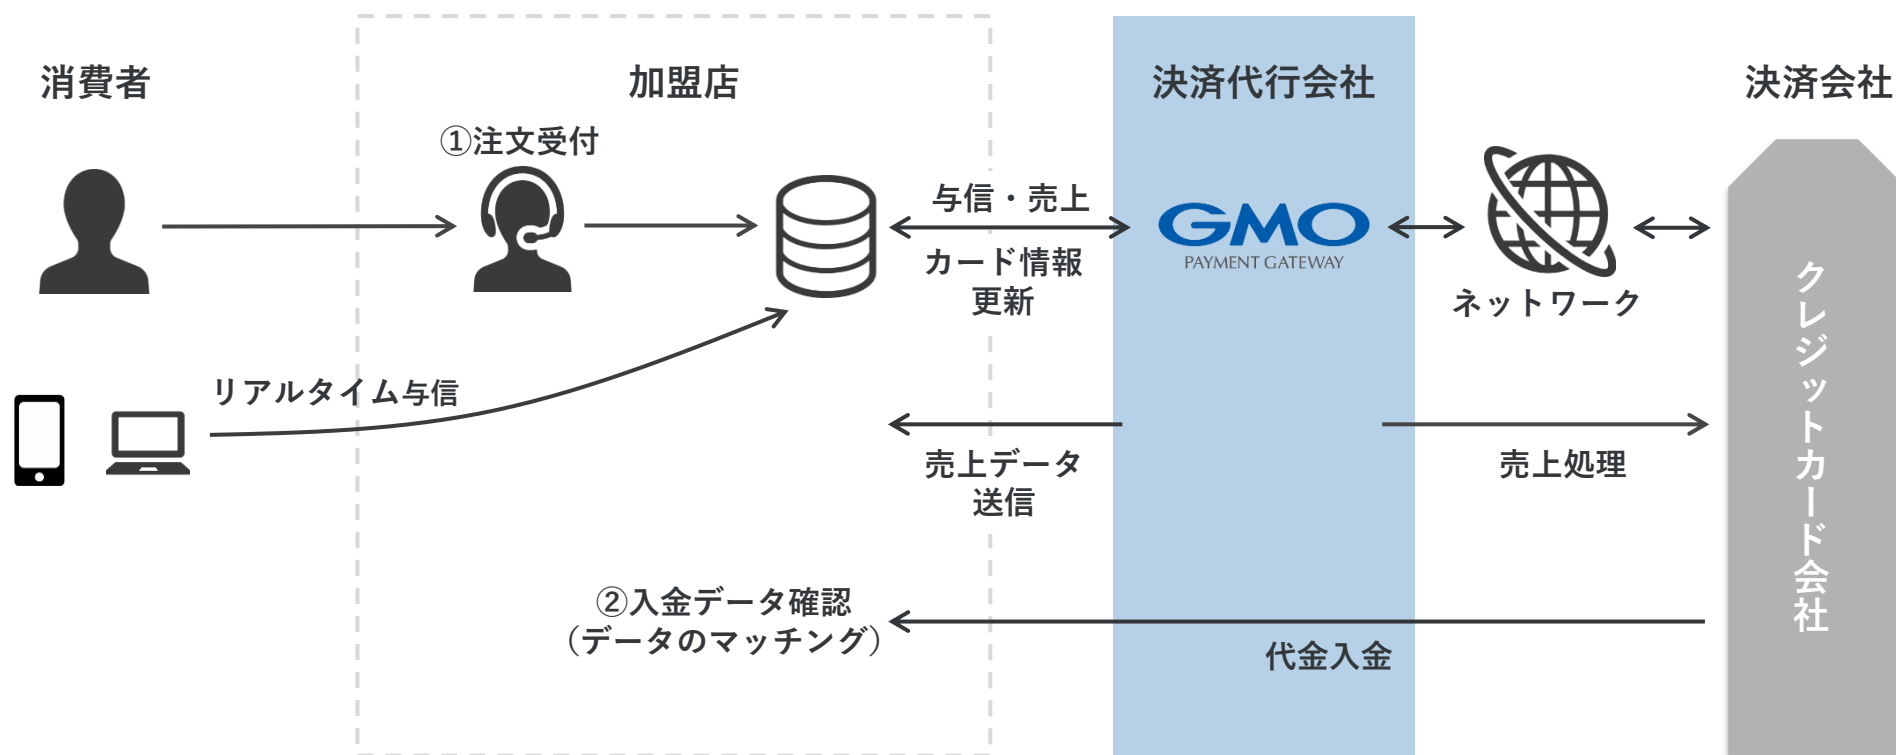 消費者
加盟店
決済代行会社
決済会社
①注文受付
与信・売上
カード情報
更新
GMO
PAYMENT GATEWAY
ネットワーク
リアルタイム与信
売上データ
送信
売上処理
②入金データ確認
（データのマッチング）
代金入金
クレジットカード会社